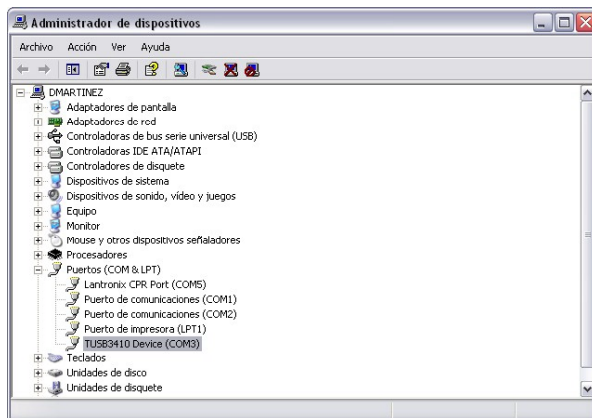 Administrador de dispositivos
Archivo Acción Ver Ayuda
DMARTINEZ
Adaptadores de pantalla
Adaptadores de red
Controladoras de bus serie universal (USB)
Controladoras IDE ATA/ATAPI
Controladores de disquete
Dispositivos de sistema
Dispositivos de sonido, vídeo y juegos
Equipo
Monitor
Mouse y otros dispositivos señaladores
Procesadores
Puertos (COM & LPT)
Lantronix CPR Port (COM5)
Puerto de comunicaciones (COM1)
Puerto de comunicaciones (COM2)
Puerto de impresora (LPT1)
TUSB3410 Device (COM3)
Teclados
Unidades de disco
Unidades de disquete